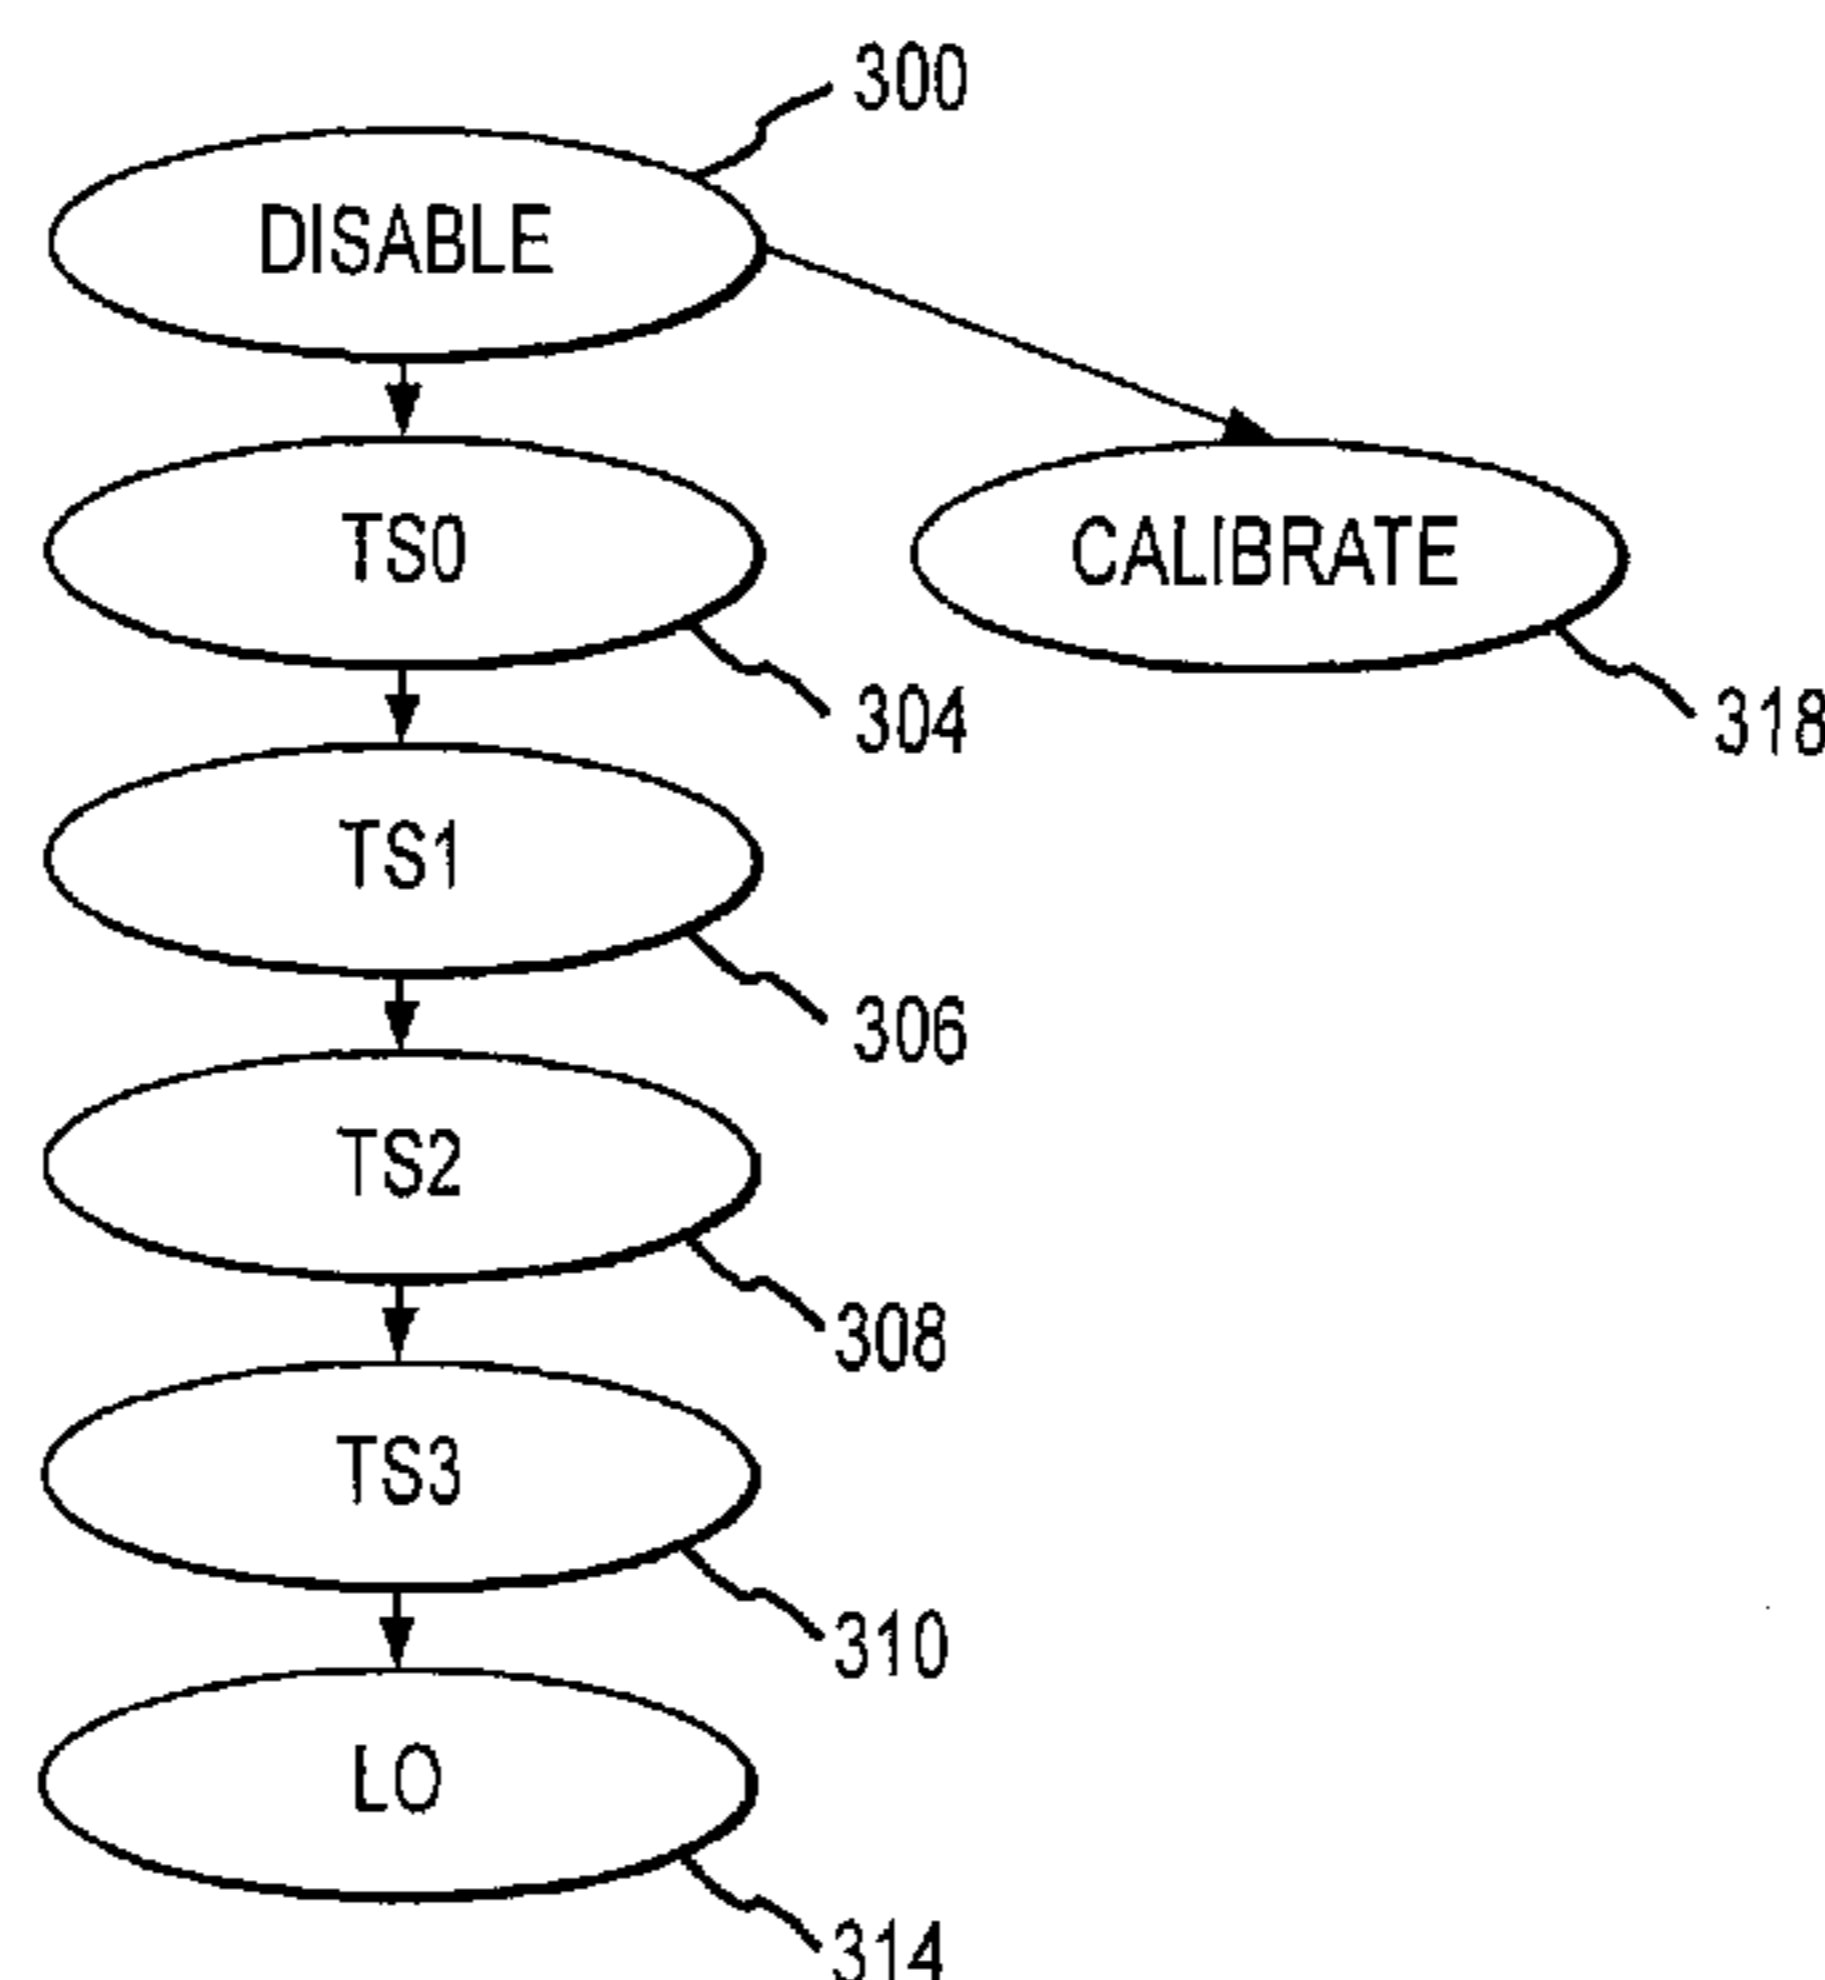 300
DISABLE
TS0
CALIBRATE
304
318
TS1
306
TS2
308
TS3
310
LO
314